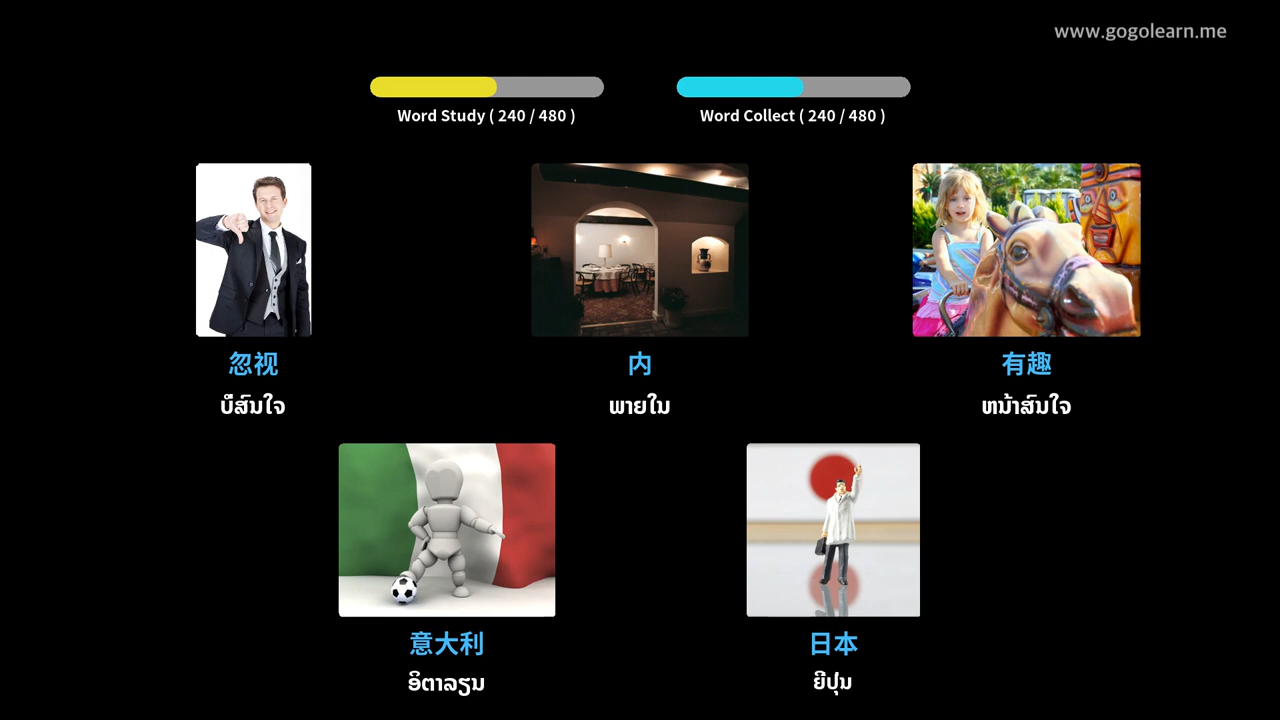 www.gogolearn.me
Word Study ( 240 / 480 )
Word Collect ( 240 / 480 )
忽视
ບໍ່ສົນໃຈ
内
ພາຍໃນ
有趣
ຫນ້າສົນໃຈ
意大利
ອິຕາລຽນ
日本
ຍີປຸ່ນ